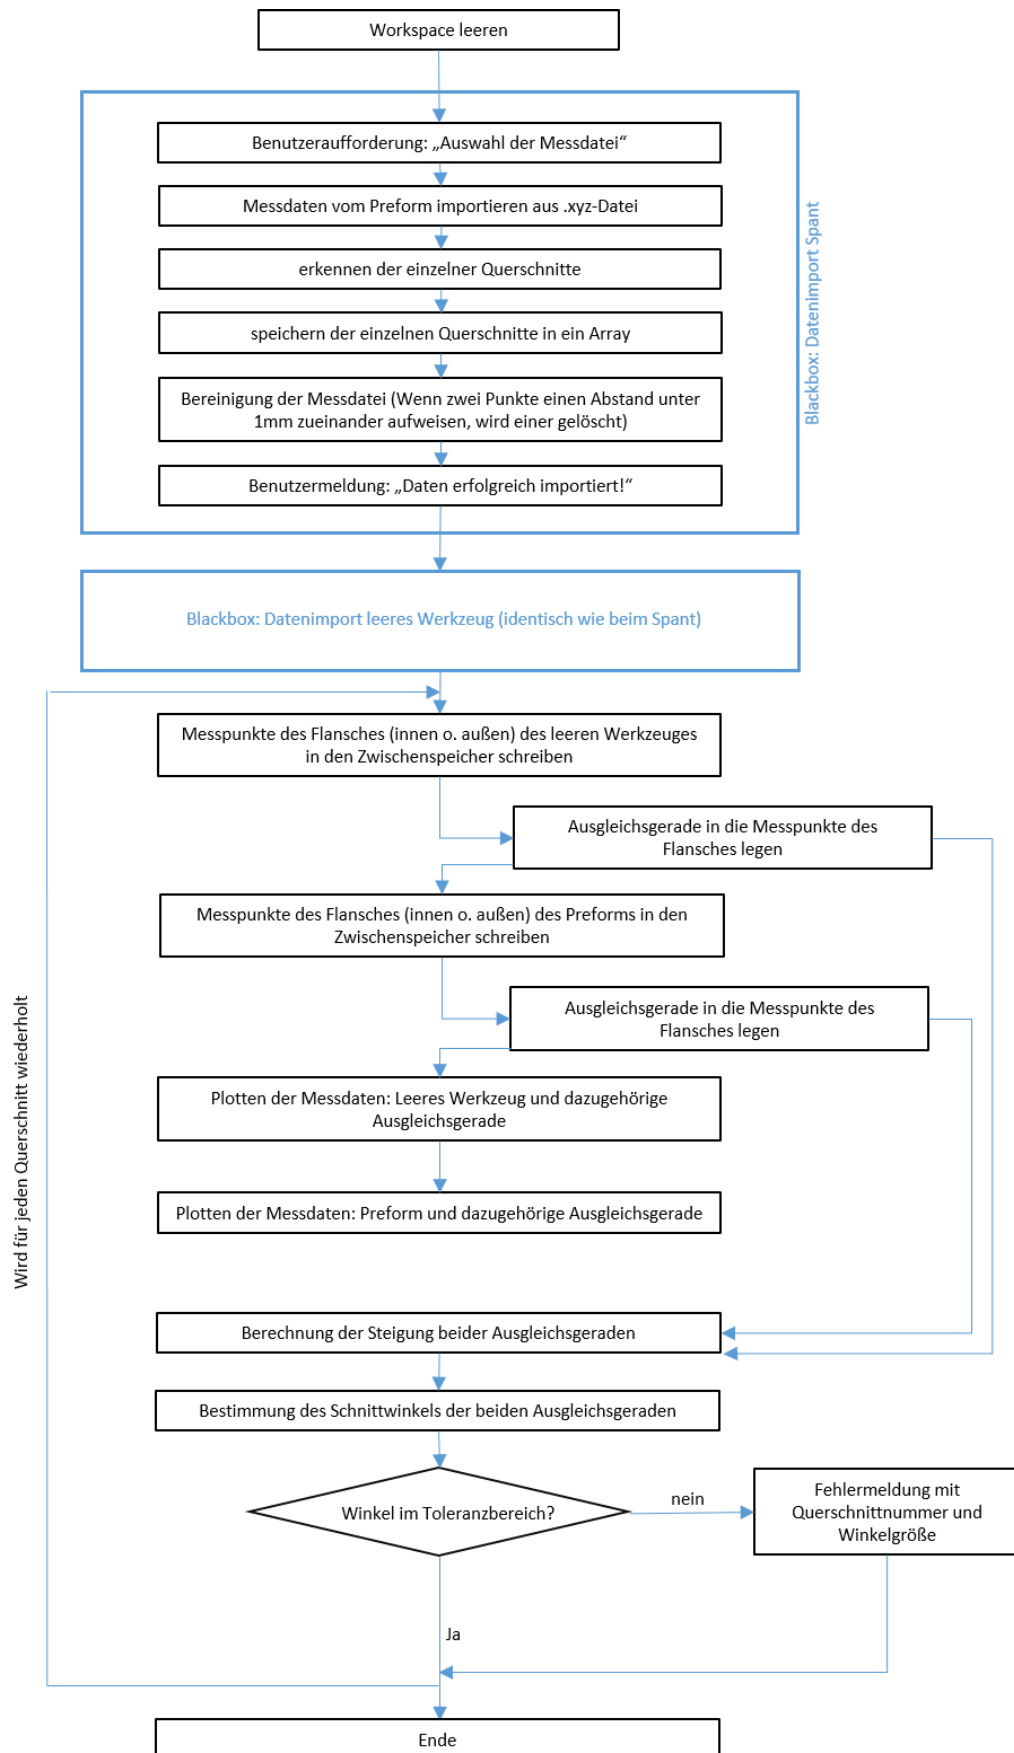 Workspace leeren
Benutzeraufforderung: „Auswahl der Messdatei“
Messdaten vom Preform importieren aus .xyz-Datei
erkennen der einzelner Querschnitte
speichern der einzelnen Querschnitte in ein Array
Bereinigung der Messdatei (Wenn zwei Punkte einen Abstand unter
1mm zueinander aufweisen, wird einer gelöscht)
Benutzermeldung: „Daten erfolgreich importiert!“
Blackbox: Datenimport Spant
Blackbox: Datenimport leeres Werkzeug (identisch wie beim Spant)
Messpunkte des Flansches (innen o. außen) des leeren Werkzeuges
in den Zwischenspeicher schreiben
Ausgleichsgerade in die Messpunkte des
Flansches legen
Messpunkte des Flansches (innen o. außen) des Preforms in den
Zwischenspeicher schreiben
Ausgleichsgerade in die Messpunkte des
Flansches legen
Plotten der Messdaten: Leeres Werkzeug und dazugehörige
Ausgleichsgerade
Plotten der Messdaten: Preform und dazugehörige Ausgleichsgerade
Wird für jeden Querschnitt wiederholt
Berechnung der Steigung beider Ausgleichsgeraden
Bestimmung des Schnittwinkels der beiden Ausgleichsgeraden
Winkel im Toleranzbereich?
nein
Fehlermeldung mit
Querschnittnummer und
Winkelgröße
Ja
Ende